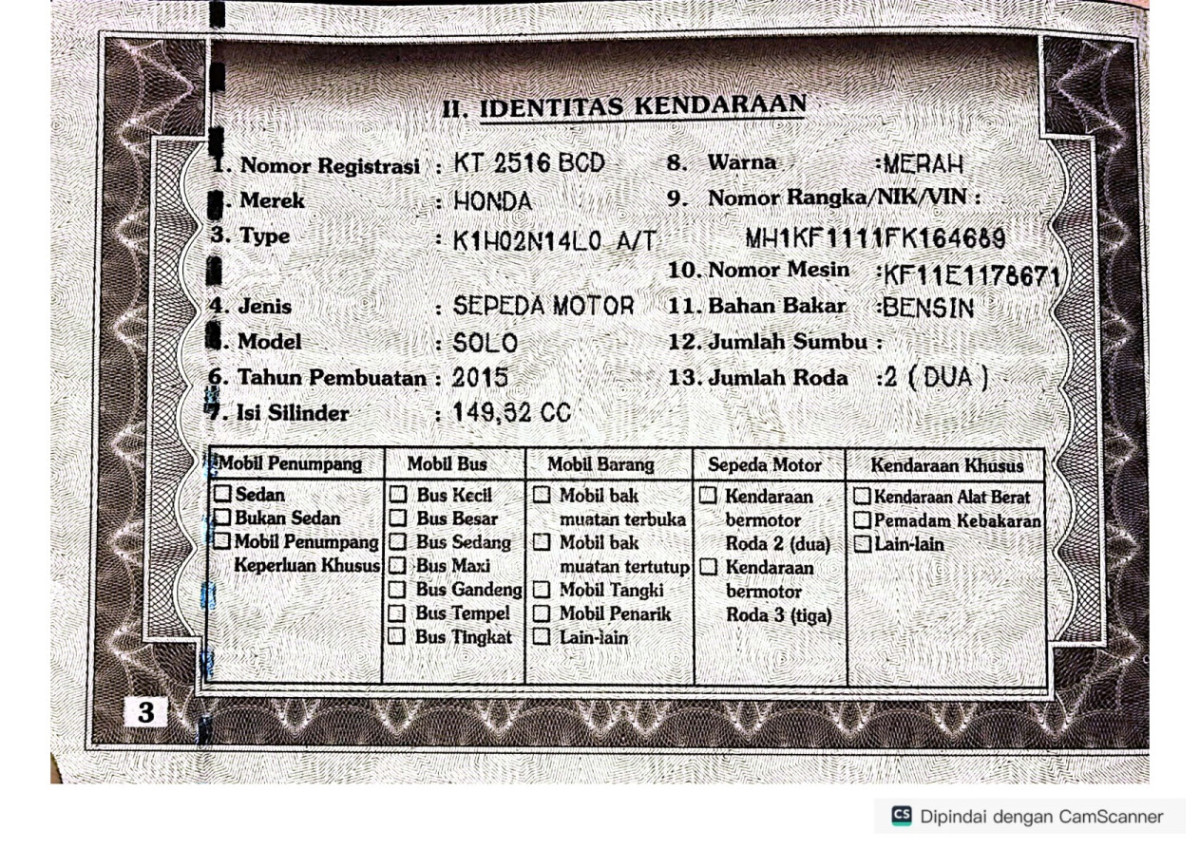 II. IDENTITAS KENDARAAN
1. Nomor Registrasi : KT 2516 BCD
. Merek : HONDA
3. Type : K1H02N14L0 A/T
4. Jenis : SEPEDA MOTOR
. Model : SOLO
6. Tahun Pembuatan : 2015
7. Isi Silinder : 149,32 CC
8. Warna :MERAH
9. Nomor Rangka/NIK/VIN :
MH1KF1111FK164689
10. Nomor Mesin :KF11E1178671
11. Bahan Bakar :BENSIN
12. Jumlah Sumbu :
13. Jumlah Roda :2 ( DUA )
Mobil Penumpang
Sedan
Bukan Sedan
Mobil Penumpang
Keperluan Khusus
Mobil Bus
Bus Kecil
Bus Besar
Bus Sedang
Bus Maxi
Bus Gandeng
Bus Tempel
Bus Tingkat
Mobil Barang
Mobil bak
muatan terbuka
Mobil bak
muatan tertutup
Mobil Tangki
Mobil Penarik
Lain-lain
Sepeda Motor
Kendaraan
bermotor
Roda 2 (dua)
Kendaraan
bermotor
Roda 3 (tiga)
Kendaraan Khusus
Kendaraan Alat Berat
Pemadam Kebakaran
Lain-lain
3
CS Dipindai dengan CamScanner